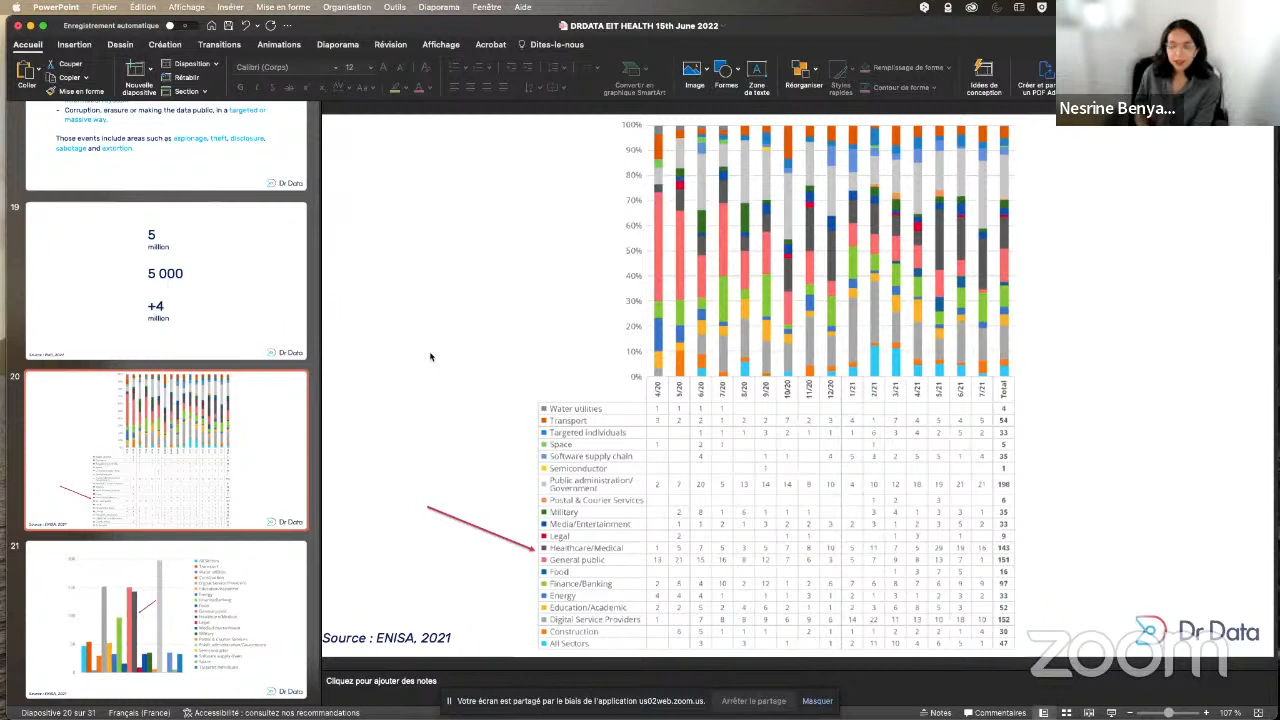 PowerPoint Fichier Édition Affichage Insertion Format Organisation Outils Diaporama Fenêtre Aide
Enregistrement automatique
DRDATA EIT HEALTH 15th June 2022
Accueil Insertion Dessin Création Transitions Animations Diaporama Révision Affichage Acrobat Dites-le-nous
Coller
Couper
Copier
Mise en forme
Nouvelle diapositive
Disposition
Rétablir
Section
Calibri (Corps) 12
Convertir en graphique SmartArt
Image
Formes
Zone de texte
Réorganiser
Styles rapides
Remplissage de forme
Contour de forme
Idées de conception
Créer et par un PDF Ad
Nesrine Benya...
- Corruption, erasure or making the data public, in a targeted or
massive way.
Those events include areas such as espionage, theft, disclosure,
sabotage and extortion.
Dr Data
19
5
million
5 000
+4
million
Dr Data
20
Source : ENISA, 2021
Dr Data
21
Source : ENISA, 2021
Dr Data
100%
90%
80%
70%
60%
50%
40%
30%
20%
10%
0%
4/20 5/20 6/20 7/20 8/20 9/20 10/20 11/20 12/20 1/21 2/21 3/21 4/21 5/21 6/21 7/21 Total
Water utilities 1 1 1 1 4
Transport 3 2 2 1 2 2 7 2 3 4 1 7 4 5 4 5 54
Targeted individuals 1 1 1 3 2 1 1 1 6 3 4 2 5 2 33
Space 1 2 1 1 5
Software supply chain 4 1 1 4 5 3 2 5 5 1 4 35
Semiconductor 1 1
Public administration/
Government 2 7 20 5 13 14 14 10 4 10 12 18 19 21 21 198
Postal & Courier Services 1 2 3 6
Military 2 8 1 6 1 3 4 1 3 3 1 35
Media/Entertainment 1 2 1 3 2 2 3 2 3 1 2 3 5 2 33
Legal 2 1 1 1 3 1 9
Healthcare/Medical 1 5 7 5 3 5 7 8 10 5 11 7 5 29 19 16 143
General public 13 21 15 16 8 12 6 3 5 7 9 8 13 7 1 151
Food 1 3 7 5 16
Finance/Banking 5 4 10 2 12 1 2 6 7 6 8 7 6 9 9 97
Energy 4 4 4 1 1 1 3 1 2 1 3 1 3 2 33
Education/Academic 2 5 2 4 6 2 1 1 2 3 6 8 5 3 52
Digital Service Providers 7 8 8 9 6 9 6 14 22 11 13 10 18 10 152
Construction 8 5 1 2 1 1 2 2 1 4 1 30
All Sectors 3 3 1 1 1 2 11 10 4 6 5 1 47
Source : ENISA, 2021
Dr Data
zoom
Cliquez pour ajouter des notes
Votre écran est partagé par le biais de l'application us02web.zoom.us. Arrêter le partage Masquer
Diapositive 20 sur 31 Français (France) Accessibilité : consultez nos recommandations Notes Commentaires 107 %